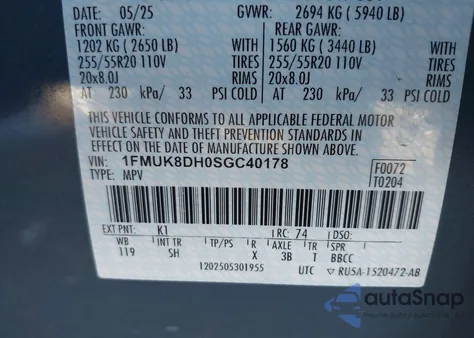 DATE: 05/25 GVWR: 2694 KG ( 5940 LB)
FRONT GAWR: REAR GAWR:
1202 KG ( 2650 LB) WITH 1560 KG ( 3440 LB) WITH
255/55R20 110V TIRES 255/55R20 110V TIRES
20x8.0J RIMS 20x8.0J RIMS
AT 230 kPa/ 33 PSI COLD AT 230 kPa/ 33 PSI COLD
THIS VEHICLE CONFORMS TO ALL APPLICABLE FEDERAL MOTOR
VEHICLE SAFETY AND THEFT PREVENTION STANDARDS IN
EFFECT ON THE DATE OF MANUFACTURE SHOWN ABOVE.
VIN: 1FMUK8DH0SGC40178 F0072
TYPE: MPV T0204
EXT PNT: K1 RC: 74 DSO:
WB INT TR TP/PS R AXLE TR SPR
119 SH X 3B T BBCC
1202505301955 UTC ▽ RU5A-1520472-AB
autoSnap